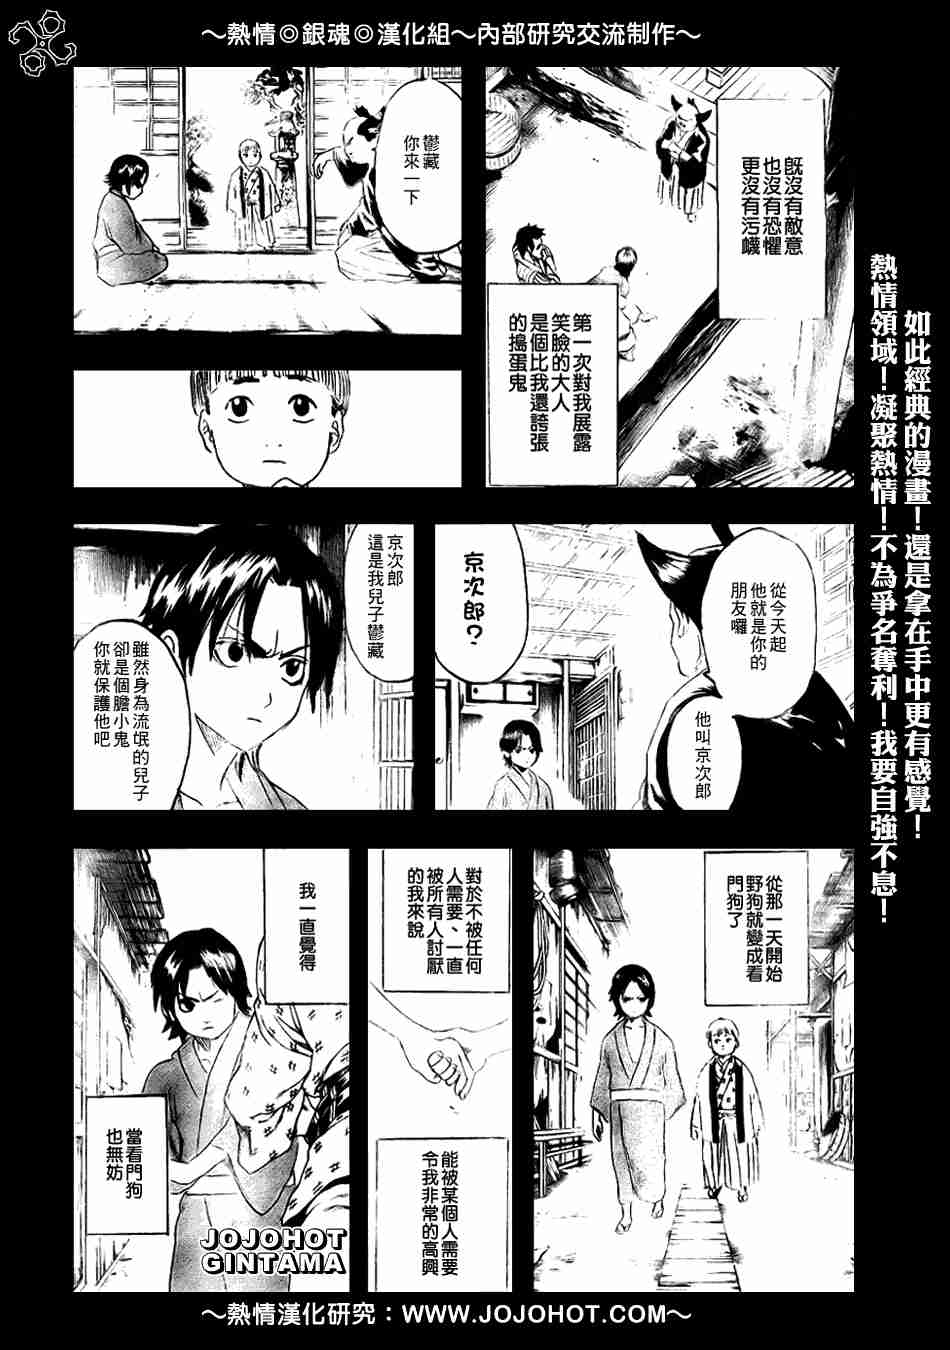 ～熱情◎銀魂◎漢化組～內部研究交流制作～
既沒有敵意
也沒有恐懼
更沒有污衊
第一次對我展露
笑臉的大人
是個比我還誇張
的搗蛋鬼
鬱藏
你來一下
從今天起
他就是你的
朋友囉
他叫京次郎
京次郎？
京次郎
這是我兒子鬱藏
雖然身為流氓的兒子
卻是個膽小鬼
你就保護他吧
從那一天開始
野狗就變成看
門狗了
對於不被任何
人需要、一直
被所有人討厭
的我來說
能被某個人需要
令我非常的高興
我一直覺得
當看門狗
也無妨
如此經典的漫畫！還是拿在手中更有感覺！
熱情領域！凝聚熱情！不為爭名奪利！我要自強不息！
JOJOHOT
GINTAMA
～熱情漢化研究：WWW.JOJOHOT.COM～